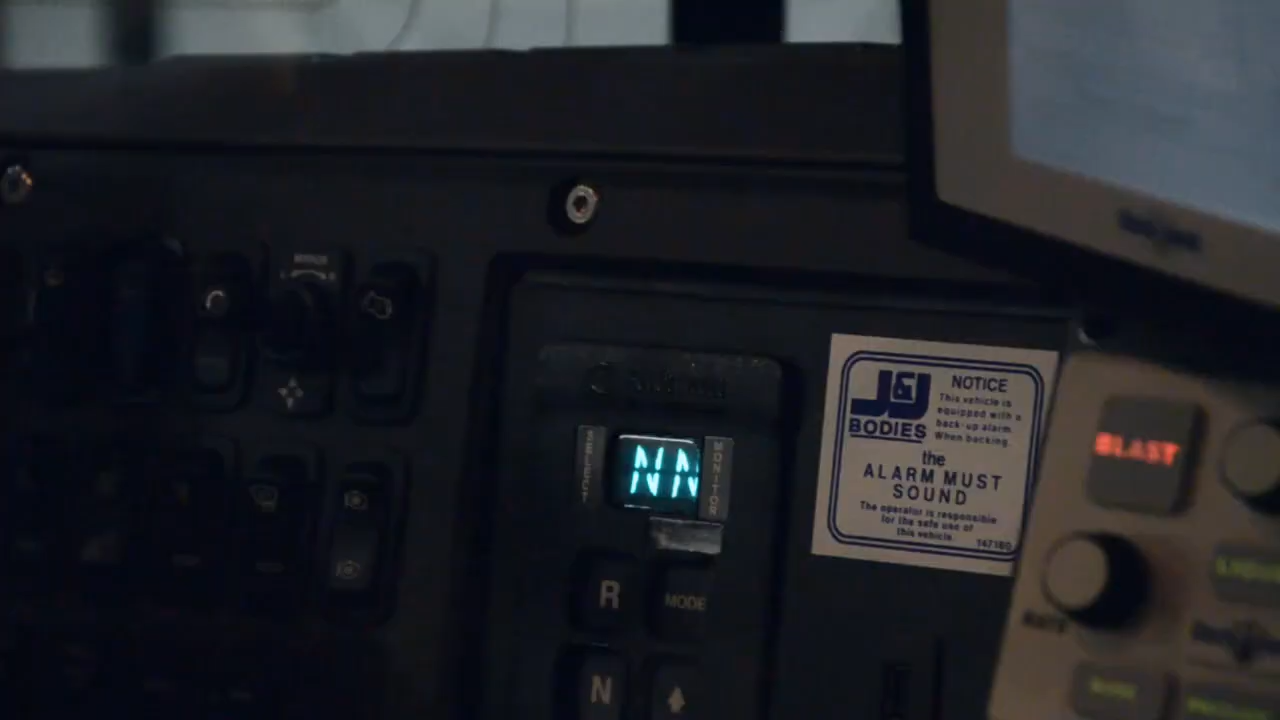 MIRROR
SELECT
NN
MONITOR
R
MODE
N
J&J
BODIES
NOTICE
This vehicle is
equipped with a
back-up alarm.
When backing,
the
ALARM MUST
SOUND
The operator is responsible
for the safe use of
this vehicle.
147180
BLAST